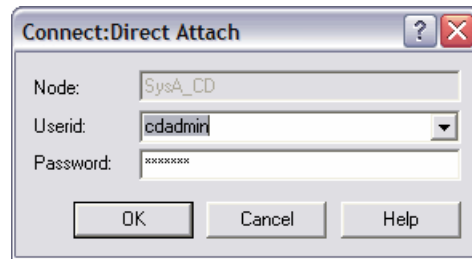 Connect:Direct Attach
Node: SysA_CD
Userid: cdadmin
Password: *******
OK Cancel Help